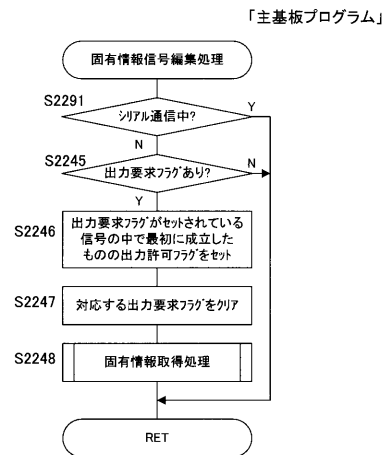 「主基板プログラム」
固有情報信号編集処理
S2291
シリアル通信中?
Y
N
S2245
出力要求フラグあり?
N
Y
S2246
出力要求フラグがセットされている
信号の中で最初に成立した
ものの出力許可フラグをセット
S2247
対応する出力要求フラグをクリア
S2248
固有情報取得処理
RET